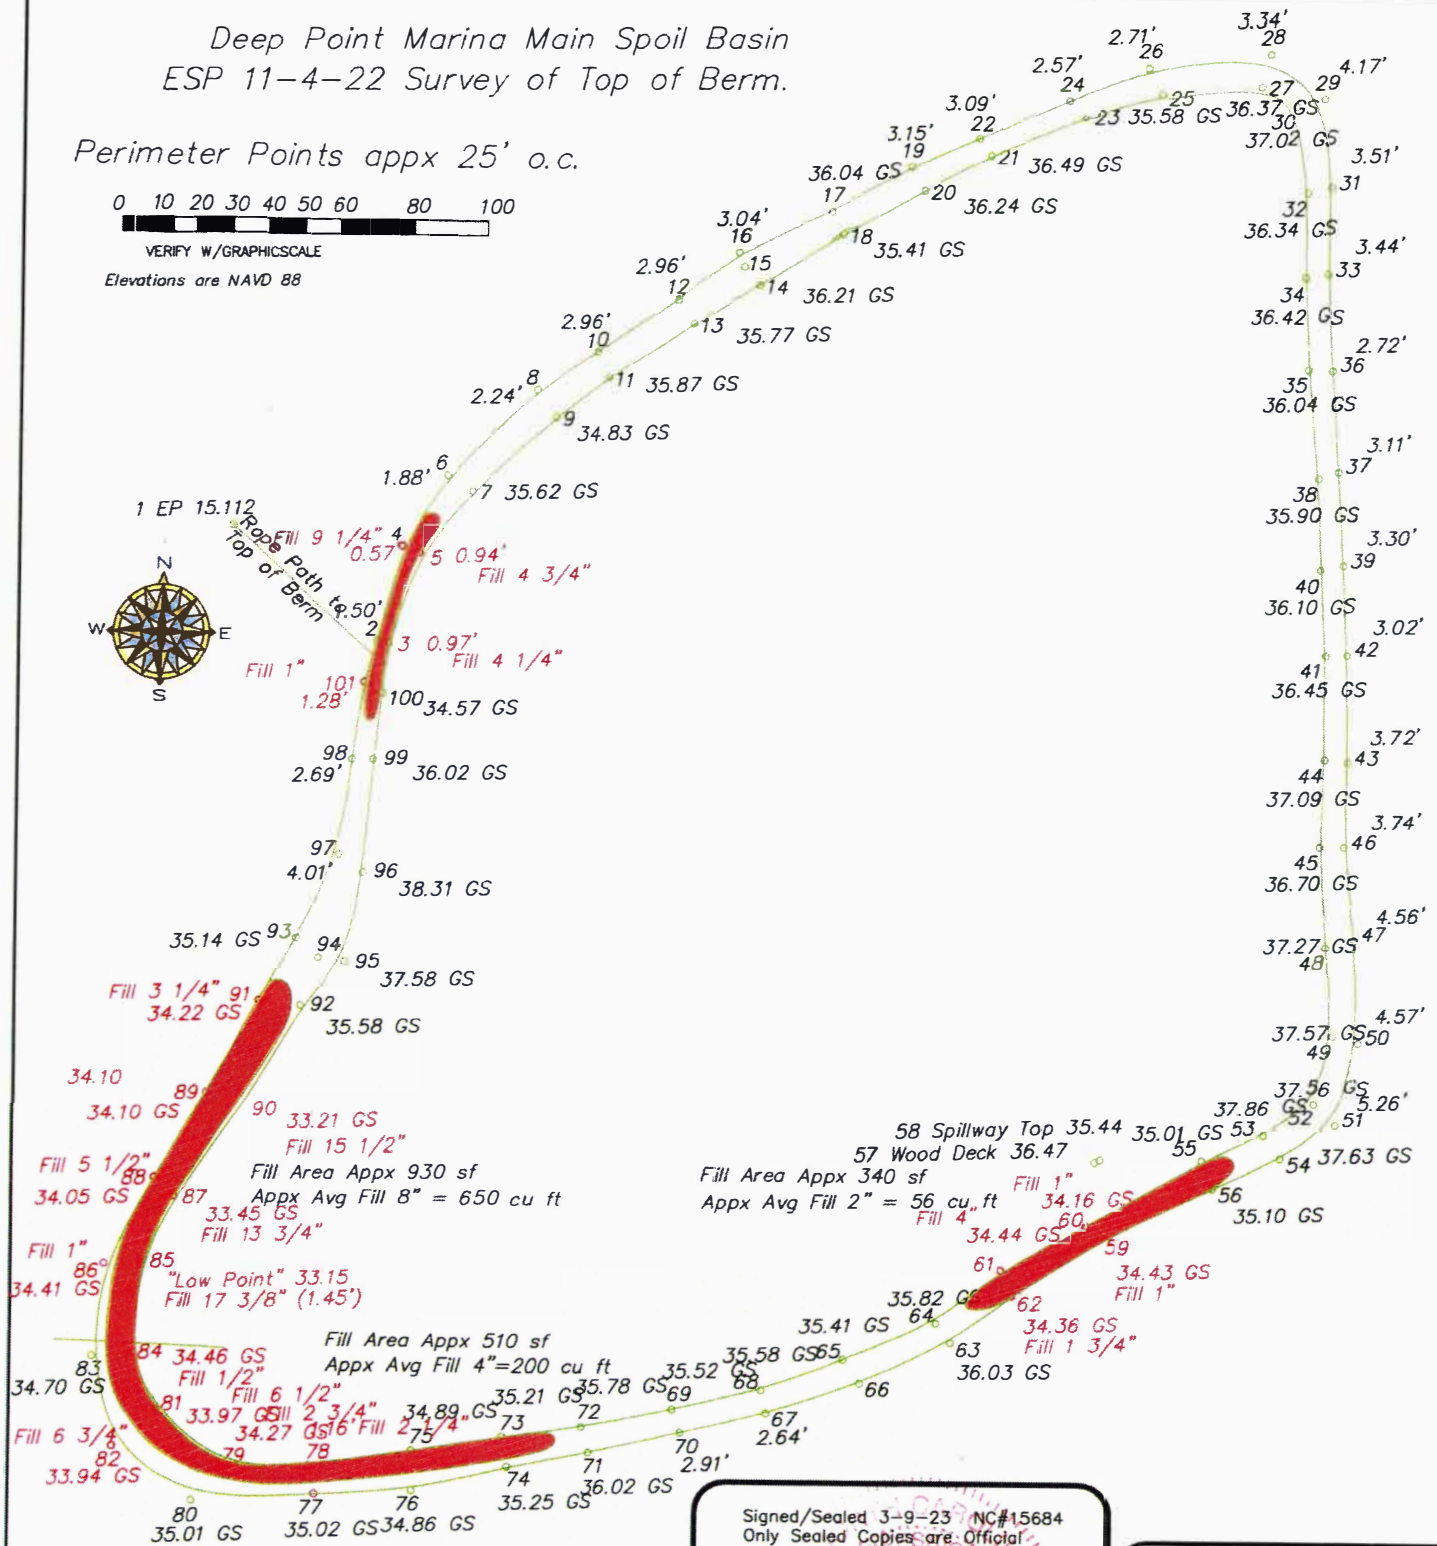 Deep Point Marina Main Spoil Basin
ESP 11-4-22 Survey of Top of Berm.
Perimeter Points appx 25' o.c.
0 10 20 30 40 50 60 80 100
VERIFY W/GRAPHICSCALE
Elevations are NAVD 88
3.34'
28
2.71'
26
4.17'
29
2.57'
24
27
36.37 GS
25
35.58 GS
30
37.02 GS
23
3.09'
22
3.15'
19
21
36.49 GS
3.51'
31
36.04 GS
17
20
36.24 GS
32
36.34 GS
3.04'
16
18
35.41 GS
3.44'
33
15
2.96'
12
14
36.21 GS
34
36.42 GS
13
35.77 GS
2.96'
10
2.72'
36
35
36.04 GS
8
2.24'
11
35.87 GS
9
34.83 GS
3.11'
37
6
1.88'
7
35.62 GS
38
35.90 GS
1 EP 15.112
Rope Path to
Top of Berm
Fill 9 1/4"
4
0.57
5 0.94'
Fill 4 3/4"
3.30'
39
40
36.10 GS
N
W
E
S
1.50'
2
3 0.97'
Fill 4 1/4"
3.02'
42
Fill 1"
101
1.28'
100
34.57 GS
41
36.45 GS
98
2.69'
99
36.02 GS
3.72'
43
44
37.09 GS
97
4.01'
96
38.31 GS
3.74'
46
45
36.70 GS
35.14 GS
93
94
95
37.58 GS
4.56'
47
37.27 GS
48
Fill 3 1/4"
91
34.22 GS
92
35.58 GS
4.57'
50
37.57 GS
49
34.10
89
34.10 GS
90
33.21 GS
Fill 15 1/2"
37.56 GS
52
5.26'
51
37.86 GS
53
58 Spillway Top 35.44
35.01 GS
55
57 Wood Deck 36.47
54
37.63 GS
Fill 5 1/2"
88
34.05 GS
Fill Area Appx 930 sf
Appx Avg Fill 8" = 650 cu ft
Fill Area Appx 340 sf
Appx Avg Fill 2" = 56 cu ft
Fill 1"
34.16 GS
60
56
35.10 GS
87
33.45 GS
Fill 13 3/4"
Fill 4"
34.44 GS
61
59
34.43 GS
Fill 1"
Fill 1"
86
34.41 GS
85
"Low Point" 33.15
Fill 17 3/8" (1.45')
35.82 GS
64
62
34.36 GS
Fill 1 3/4"
Fill Area Appx 510 sf
Appx Avg Fill 4"=200 cu ft
35.41 GS
65
63
36.03 GS
83
34.70 GS
84
34.46 GS
Fill 1/2"
35.58 GS
68
66
35.52 GS
69
67
2.64'
81
33.97 GS
Fill 6 1/2"
35.78 GS
72
70
2.91'
Fill 6 3/4"
82
33.94 GS
79
34.27 GS
Fill 2 3/4"
78
1.16'
Fill 2 1/4"
34.89 GS
75
35.21 GS
73
71
36.02 GS
80
35.01 GS
77
35.02 GS
76
34.86 GS
74
35.25 GS
Signed/Sealed 3-9-23 NC#15684
Only Sealed Copies are Official